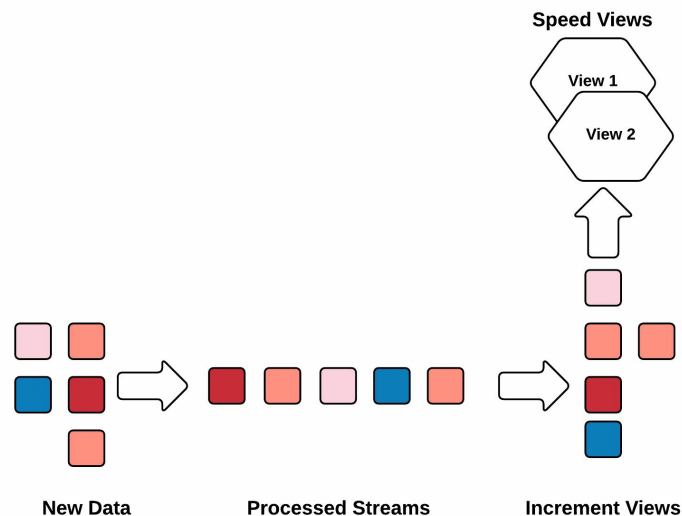 Speed Views
View 1
View 2
New Data
Processed Streams
Increment Views